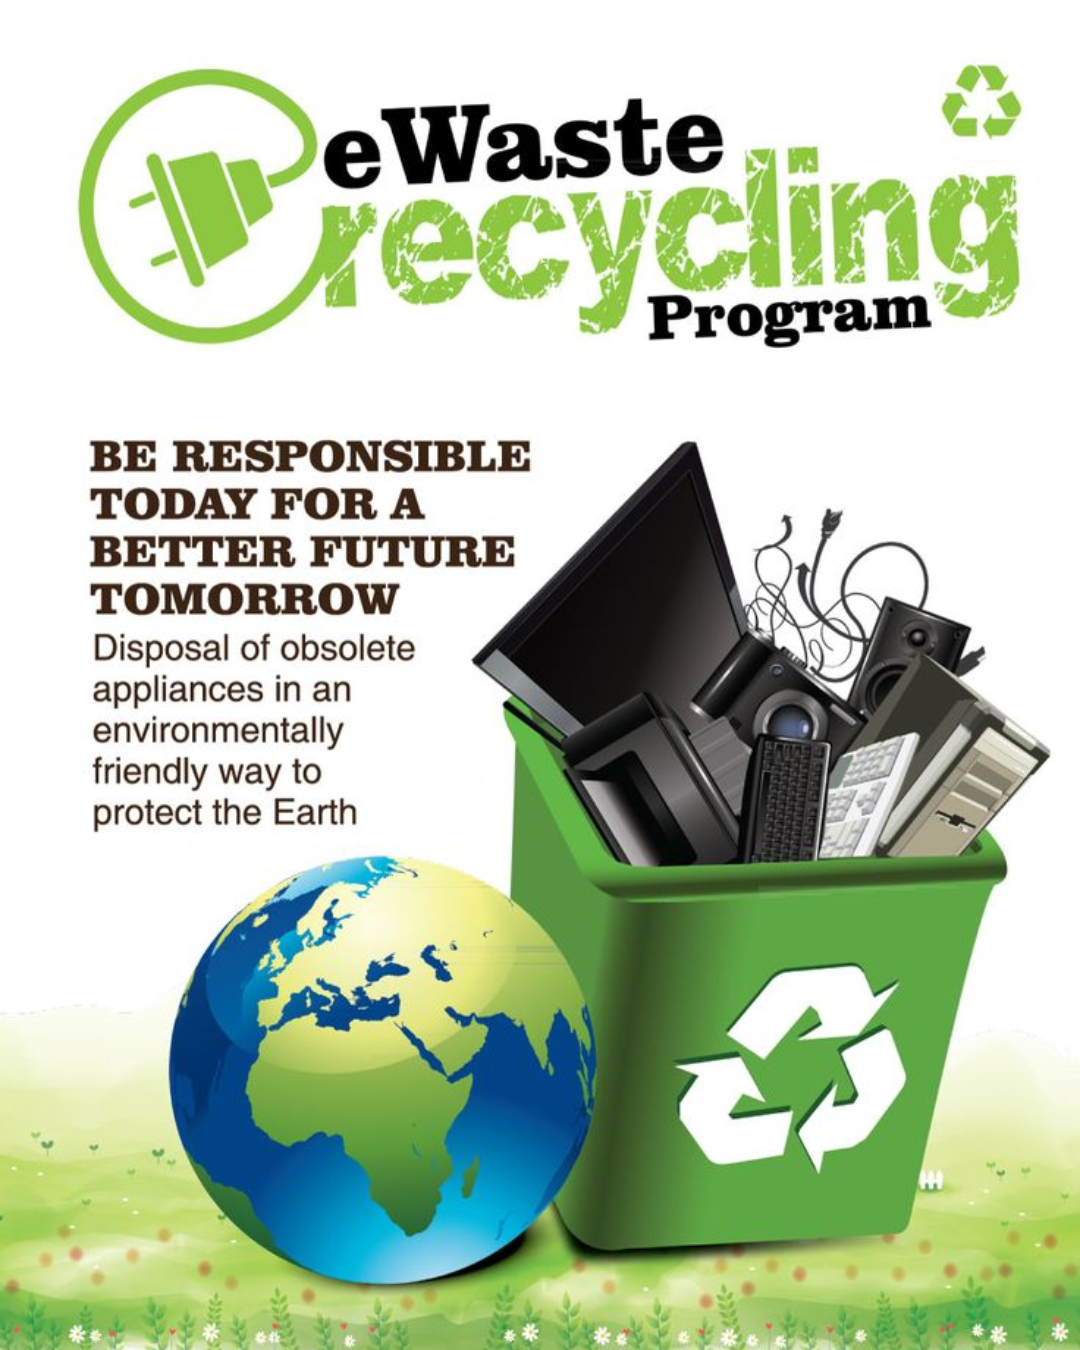 eWaste
recycling
Program
BE RESPONSIBLE
TODAY FOR A
BETTER FUTURE
TOMORROW
Disposal of obsolete
appliances in an
environmentally
friendly way to
protect the Earth